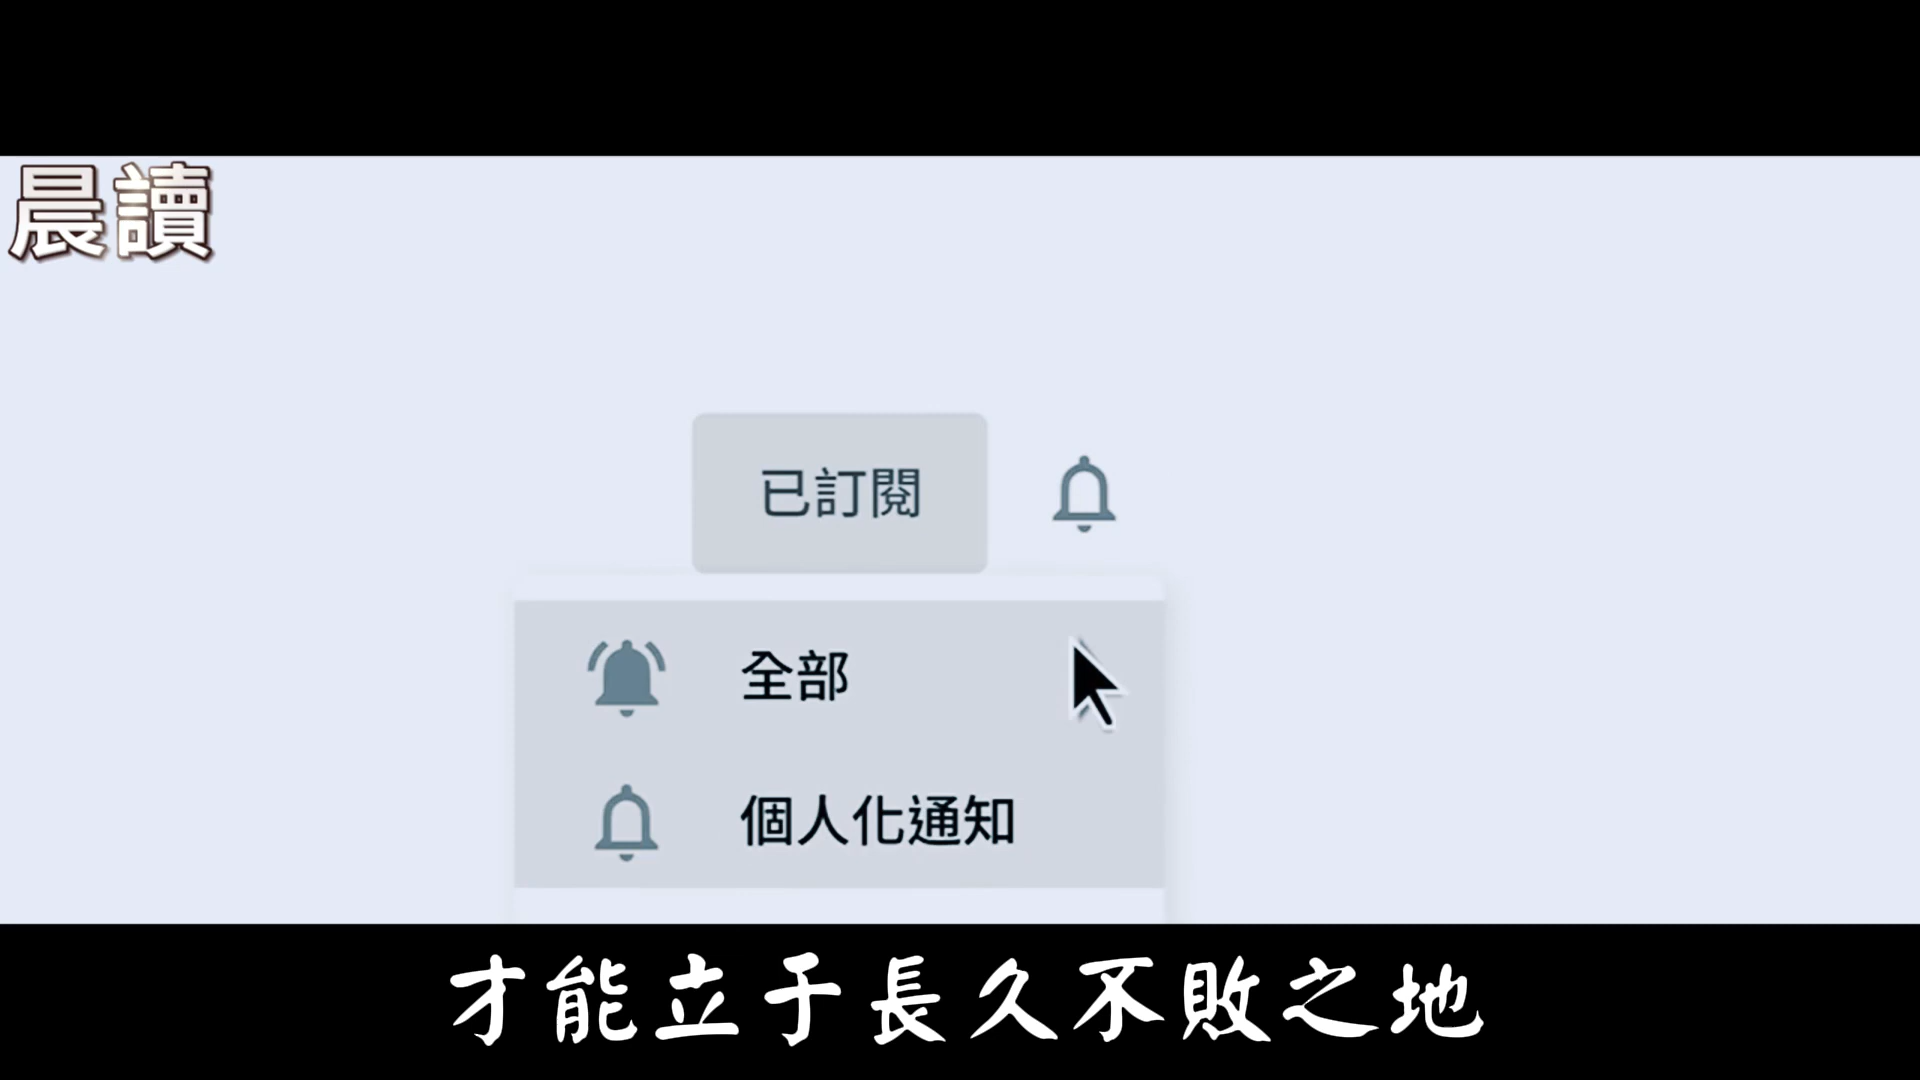 晨讀
已訂閱
全部
個人化通知
才能立于長久不敗之地